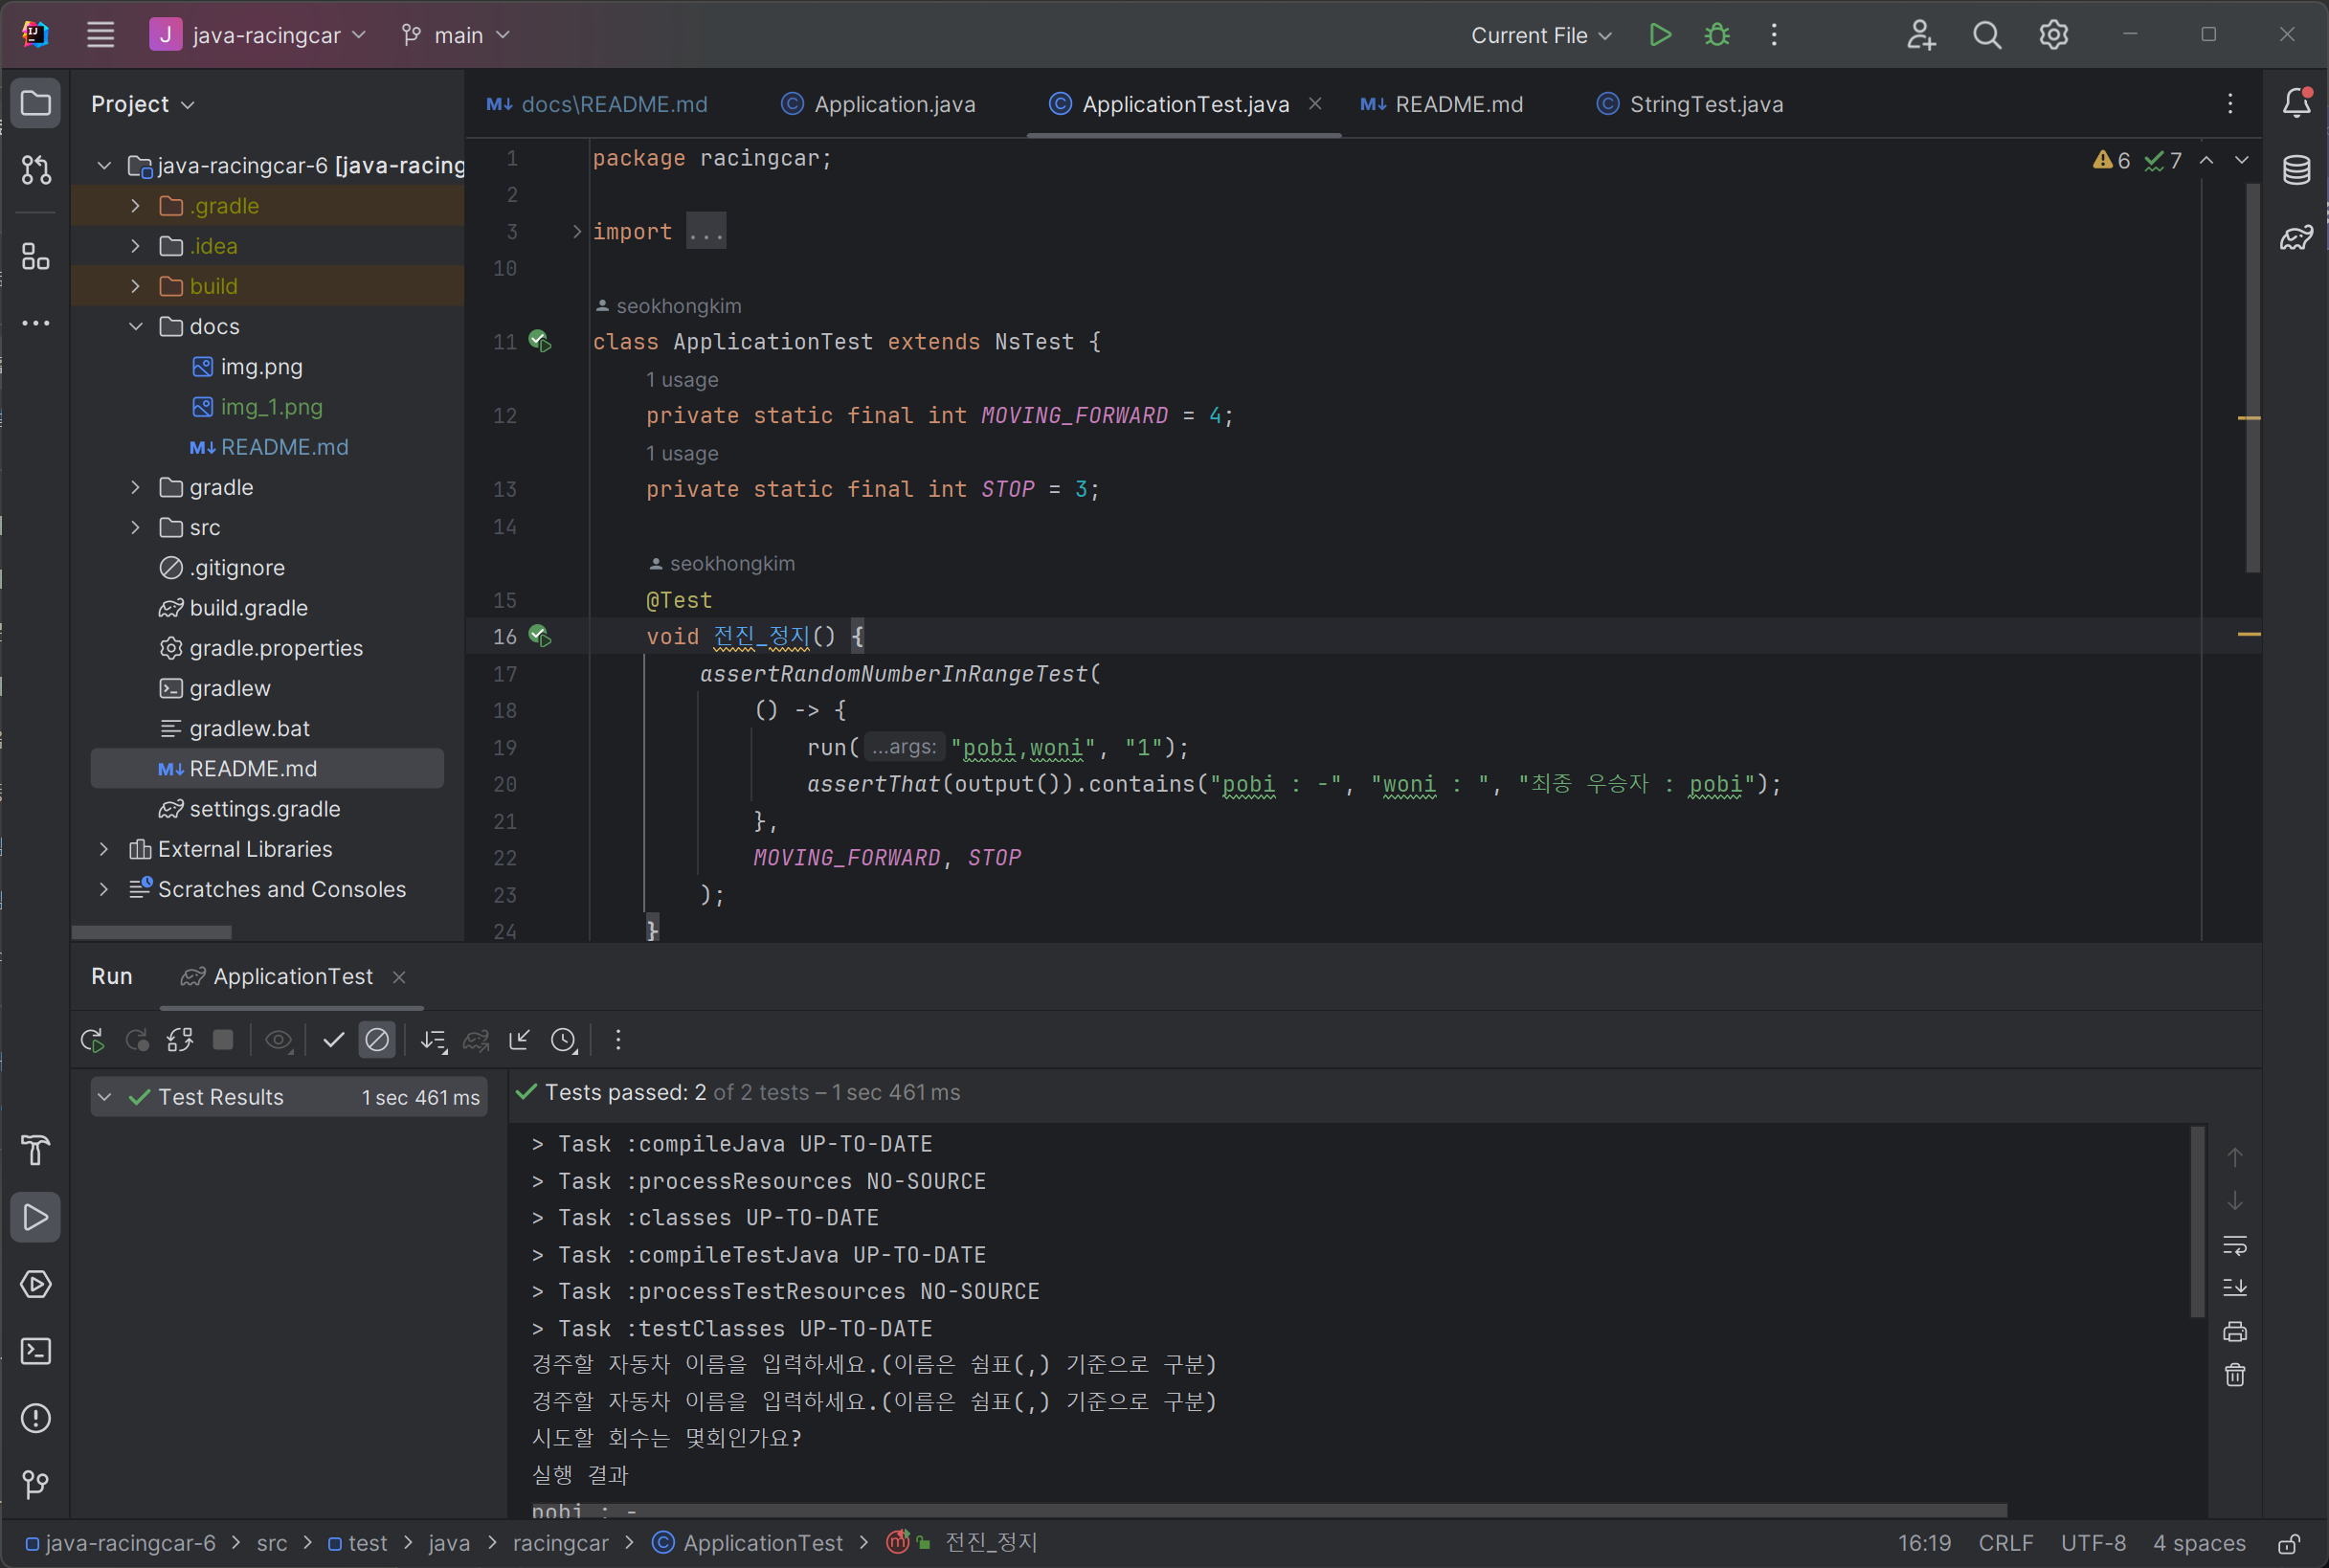 J java-racingcar main Current File
Project
docs\README.md Application.java ApplicationTest.java README.md StringTest.java
java-racingcar-6 [java-racing
.gradle
.idea
build
docs
img.png
img_1.png
README.md
gradle
src
.gitignore
build.gradle
gradle.properties
gradlew
gradlew.bat
README.md
settings.gradle
External Libraries
Scratches and Consoles
6 7
1 package racingcar;
2
3 import ...
10
seokhongkim
11 class ApplicationTest extends NsTest {
1 usage
12 private static final int MOVING_FORWARD = 4;
1 usage
13 private static final int STOP = 3;
14
seokhongkim
15 @Test
16 void 전진_정지() {
17 assertRandomNumberInRangeTest(
18 () -> {
19 run( ...args: "pobi,woni", "1");
20 assertThat(output()).contains("pobi : -", "woni : ", "최종 우승자 : pobi");
21 },
22 MOVING_FORWARD, STOP
23 );
24 }
Run ApplicationTest
Test Results 1 sec 461 ms
Tests passed: 2 of 2 tests – 1 sec 461 ms
> Task :compileJava UP-TO-DATE
> Task :processResources NO-SOURCE
> Task :classes UP-TO-DATE
> Task :compileTestJava UP-TO-DATE
> Task :processTestResources NO-SOURCE
> Task :testClasses UP-TO-DATE
경주할 자동차 이름을 입력하세요.(이름은 쉼표(,) 기준으로 구분)
경주할 자동차 이름을 입력하세요.(이름은 쉼표(,) 기준으로 구분)
시도할 회수는 몇회인가요?
실행 결과
pobi : -
java-racingcar-6 > src > test > java > racingcar > ApplicationTest > 전진_정지 16:19 CRLF UTF-8 4 spaces